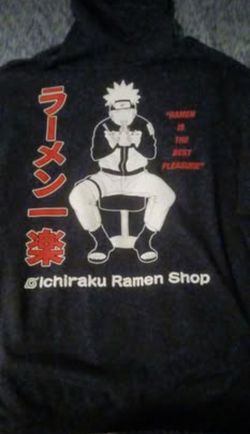 ラーメン一楽
"RAMEN
IS
THE
BEST
PLEASURE"
Ichiraku Ramen Shop